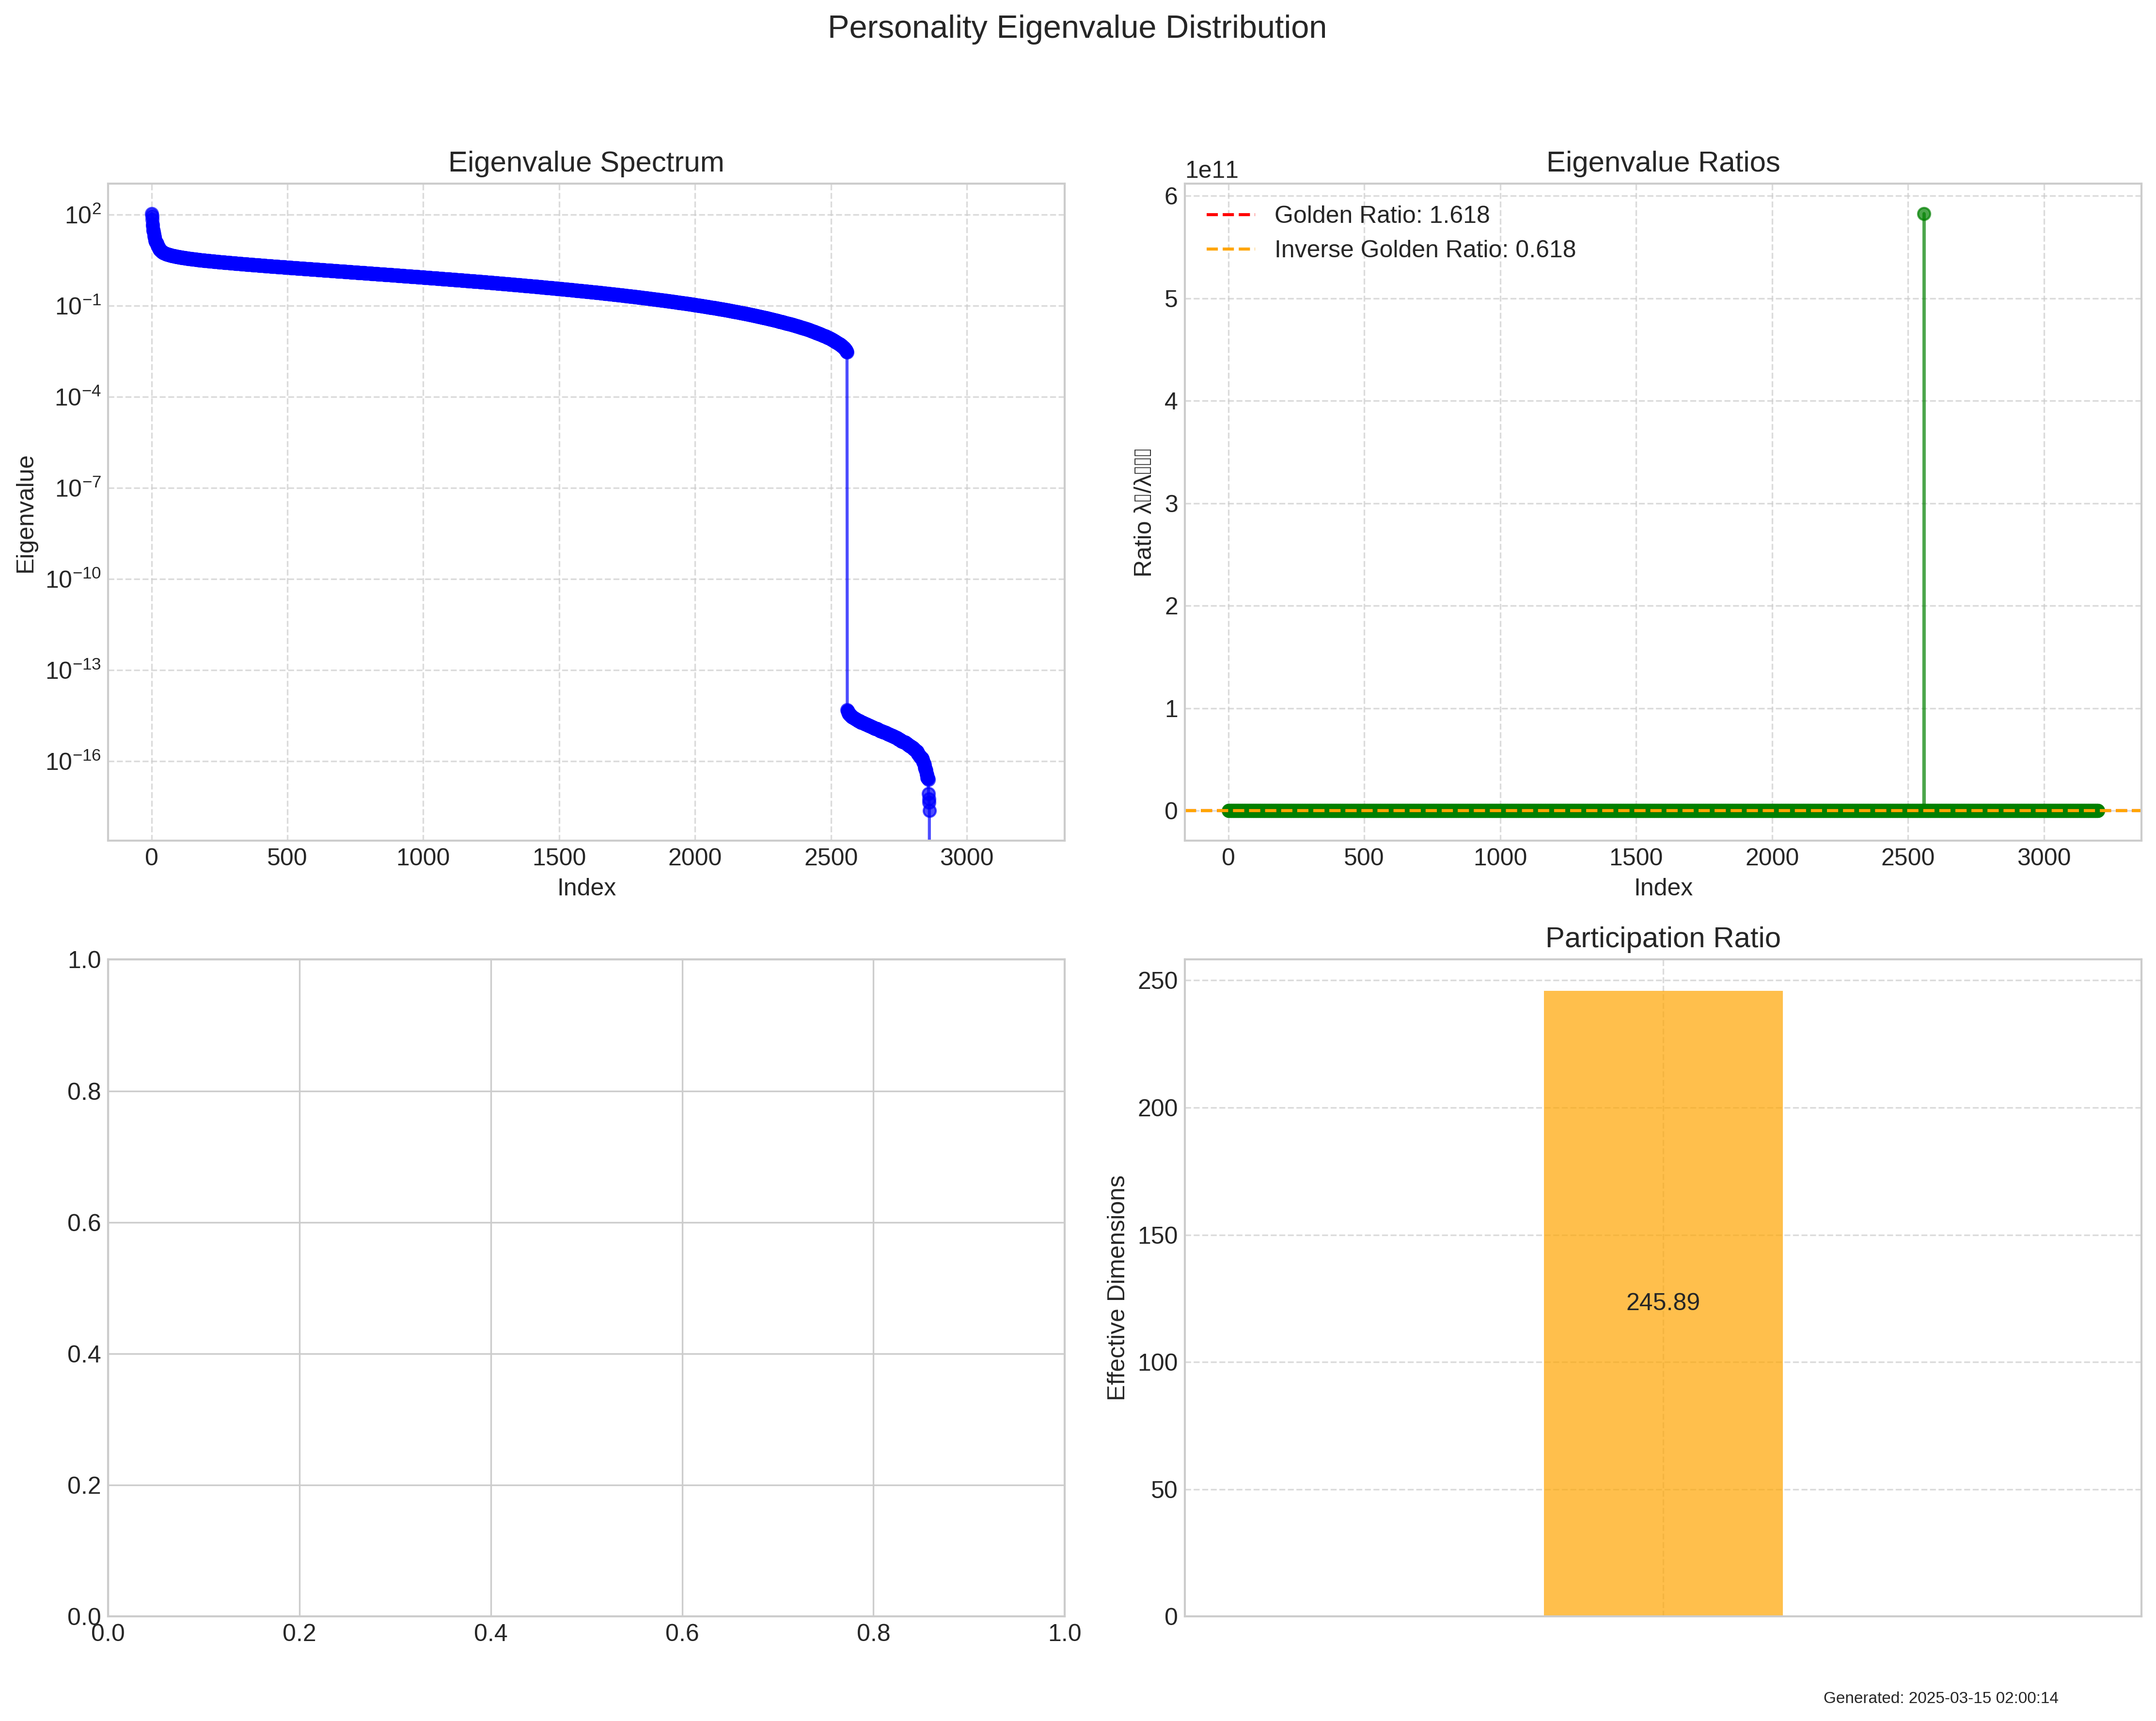 Personality Eigenvalue Distribution
Eigenvalue Spectrum
10²
10⁻¹
10⁻⁴
10⁻⁷
10⁻¹⁰
10⁻¹³
10⁻¹⁶
Eigenvalue
0 500 1000 1500 2000 2500 3000
Index
Eigenvalue Ratios
1e11
Golden Ratio: 1.618
Inverse Golden Ratio: 0.618
6
5
4
3
2
1
0
Ratio λ▯/λ▯▯▯
0 500 1000 1500 2000 2500 3000
Index
1.0
0.8
0.6
0.4
0.2
0.0
0.0 0.2 0.4 0.6 0.8 1.0
Participation Ratio
250
200
150
100
50
0
Effective Dimensions
245.89
Generated: 2025-03-15 02:00:14